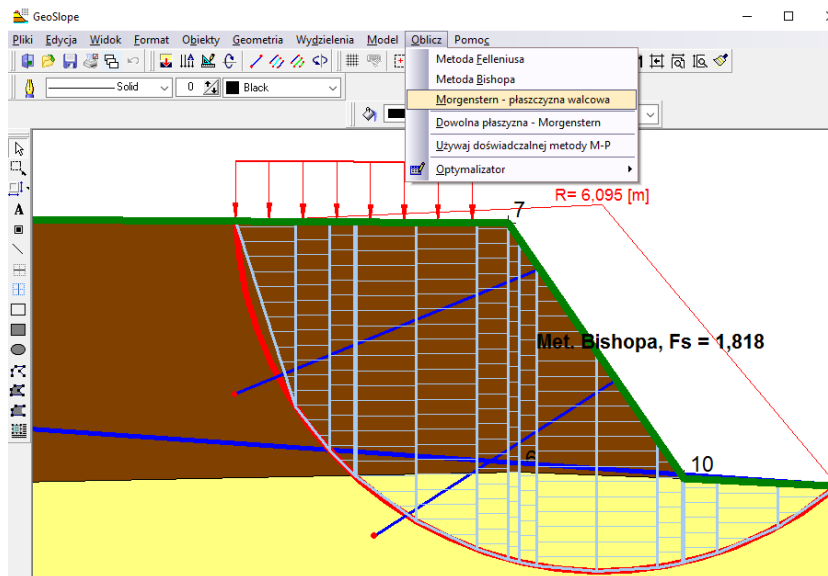 GeoSlope
Pliki Edycja Widok Format Obiekty Geometria Wydzielenia Model Oblicz Pomoc
Solid 0 Black
Metoda Felleniusa
Metoda Bishopa
Morgenstern - płaszczyzna walcowa
Dowolna płaszyzna - Morgenstern
Używaj doświadczalnej metody M-P
Optymalizator
R= 6,095 [m]
7
Met. Bishopa, Fs = 1,818
6
10
A